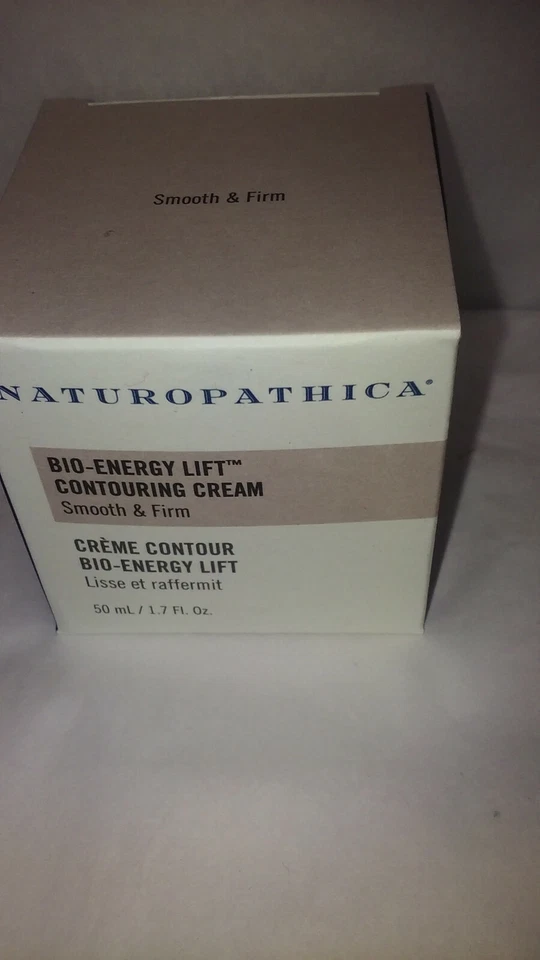 Smooth & Firm
NATUROPATHICA®
BIO-ENERGY LIFT™
CONTOURING CREAM
Smooth & Firm
CRÈME CONTOUR
BIO-ENERGY LIFT
Lisse et raffermit
50 mL / 1.7 Fl. Oz.